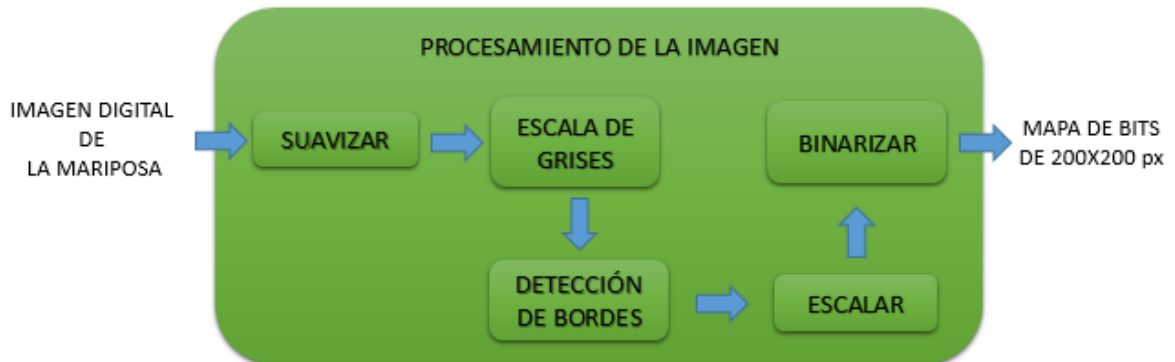 PROCESAMIENTO DE LA IMAGEN
IMAGEN DIGITAL
DE
LA MARIPOSA
SUAVIZAR
ESCALA DE
GRISES
DETECCIÓN
DE BORDES
ESCALAR
BINARIZAR
MAPA DE BITS
DE 200X200 px